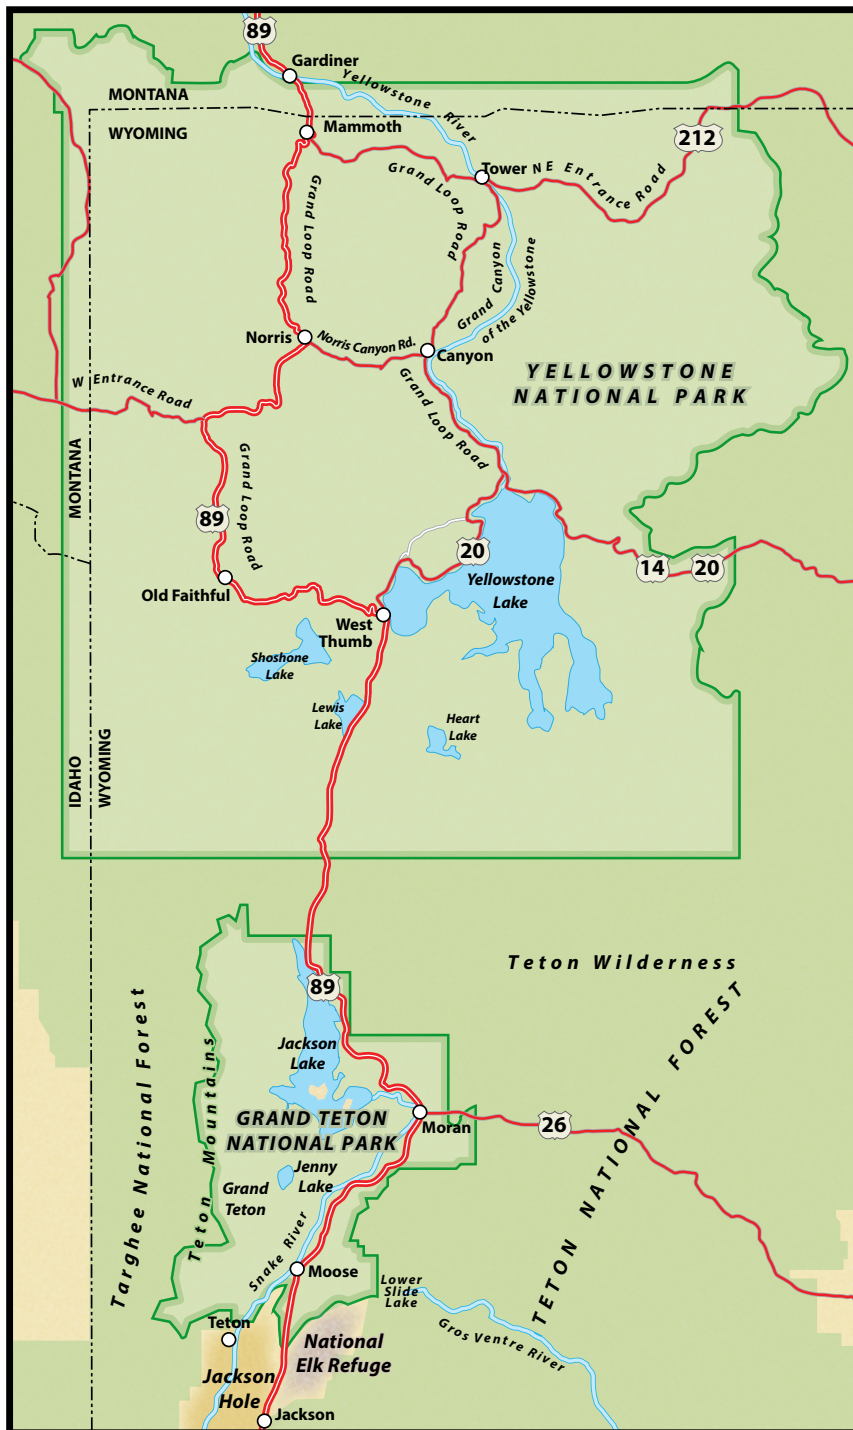 89
Gardiner
Yellowstone River
MONTANA
WYOMING
Mammoth
212
Tower
NE Entrance Road
Grand Loop Road
Grand Loop Road
Grand Canyon
of the Yellowstone
Norris
Norris Canyon Rd.
Canyon
YELLOWSTONE
NATIONAL PARK
W Entrance Road
Grand Loop Road
MONTANA
Grand Loop Road
89
20
14
20
Old Faithful
Yellowstone
Lake
West
Thumb
Shoshone
Lake
Lewis
Lake
Heart
Lake
IDAHO
WYOMING
Teton Wilderness
89
Targhee National Forest
Teton Mountains
Jackson
Lake
TETON NATIONAL FOREST
GRAND TETON
NATIONAL PARK
Moran
26
Jenny
Lake
Grand
Teton
Snake River
Moose
Lower
Slide
Lake
Gros Ventre River
Teton
National
Elk Refuge
Jackson
Hole
Jackson